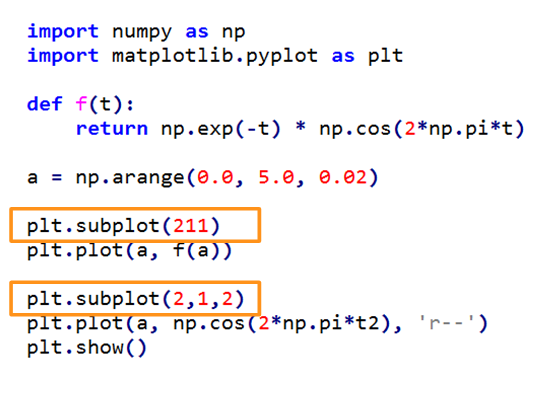 import numpy as np
import matplotlib.pyplot as plt
def f(t):
    return np.exp(-t) * np.cos(2*np.pi*t)
a = np.arange(0.0, 5.0, 0.02)
plt.subplot(211)
plt.plot(a, f(a))
plt.subplot(2,1,2)
plt.plot(a, np.cos(2*np.pi*t2), 'r--')
plt.show()